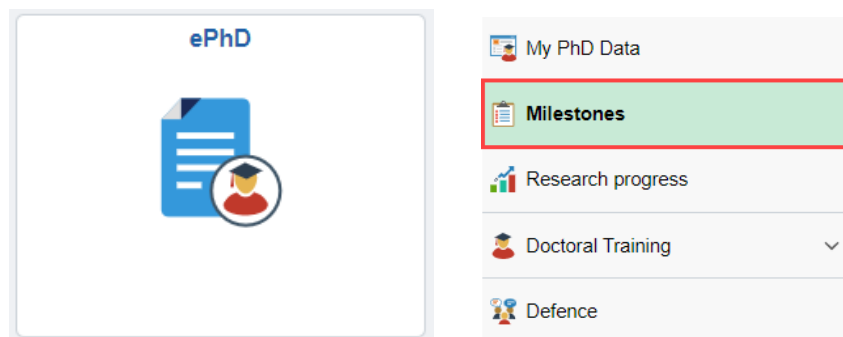 ePhD
My PhD Data
Milestones
Research progress
Doctoral Training
Defence